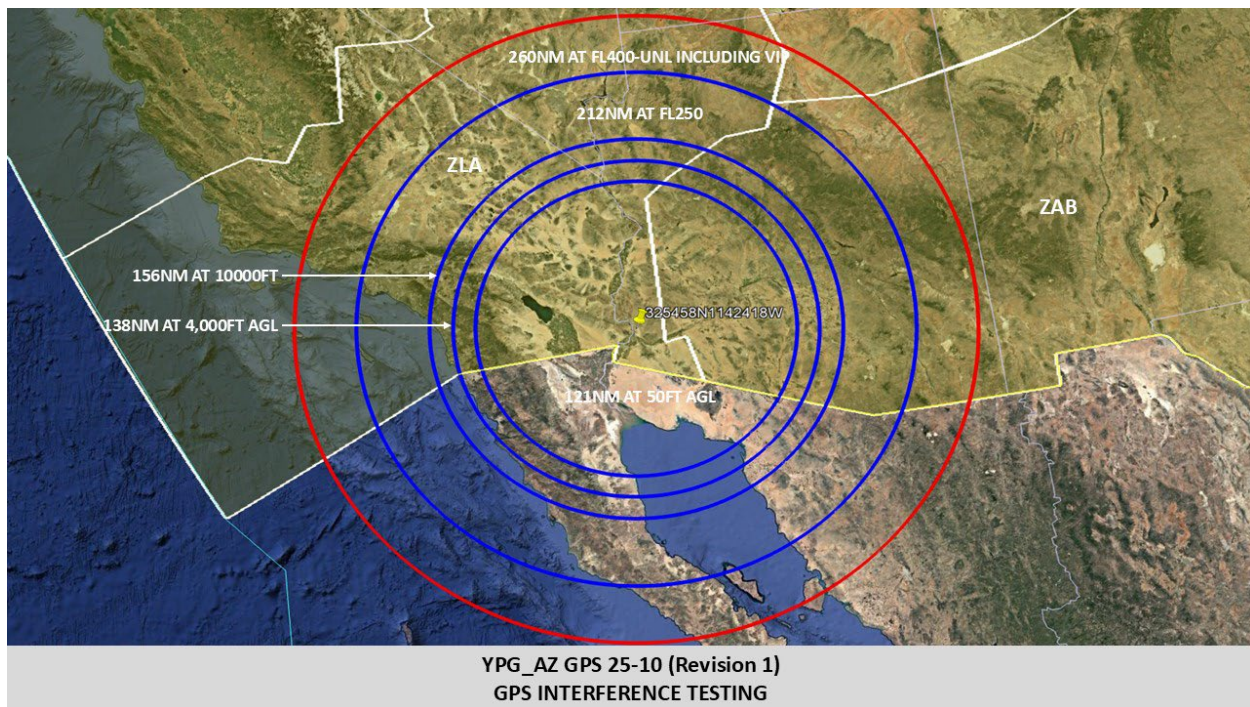 260NM AT FL400-UNL INCLUDING VI
212NM AT FL250
ZLA
ZAB
156NM AT 10000FT
138NM AT 4,000FT AGL
325458N1142418W
121NM AT 50FT AGL
YPG_AZ GPS 25-10 (Revision 1)
GPS INTERFERENCE TESTING